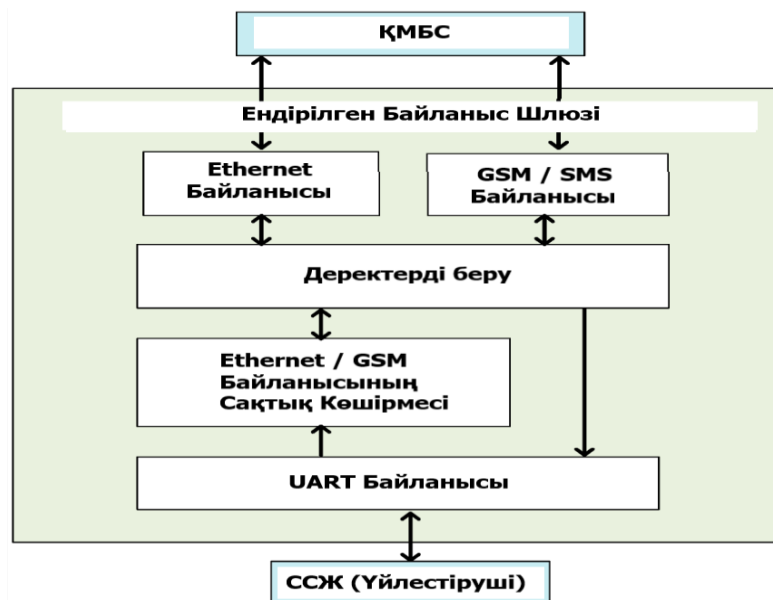 ҚМБС
Ендірілген Байланыс Шлюзі
Ethernet
Байланысы
GSM / SMS
Байланысы
Деректерді беру
Ethernet / GSM
Байланысының
Сақтық Көшірмесі
UART Байланысы
ССЖ (Үйлестіруші)